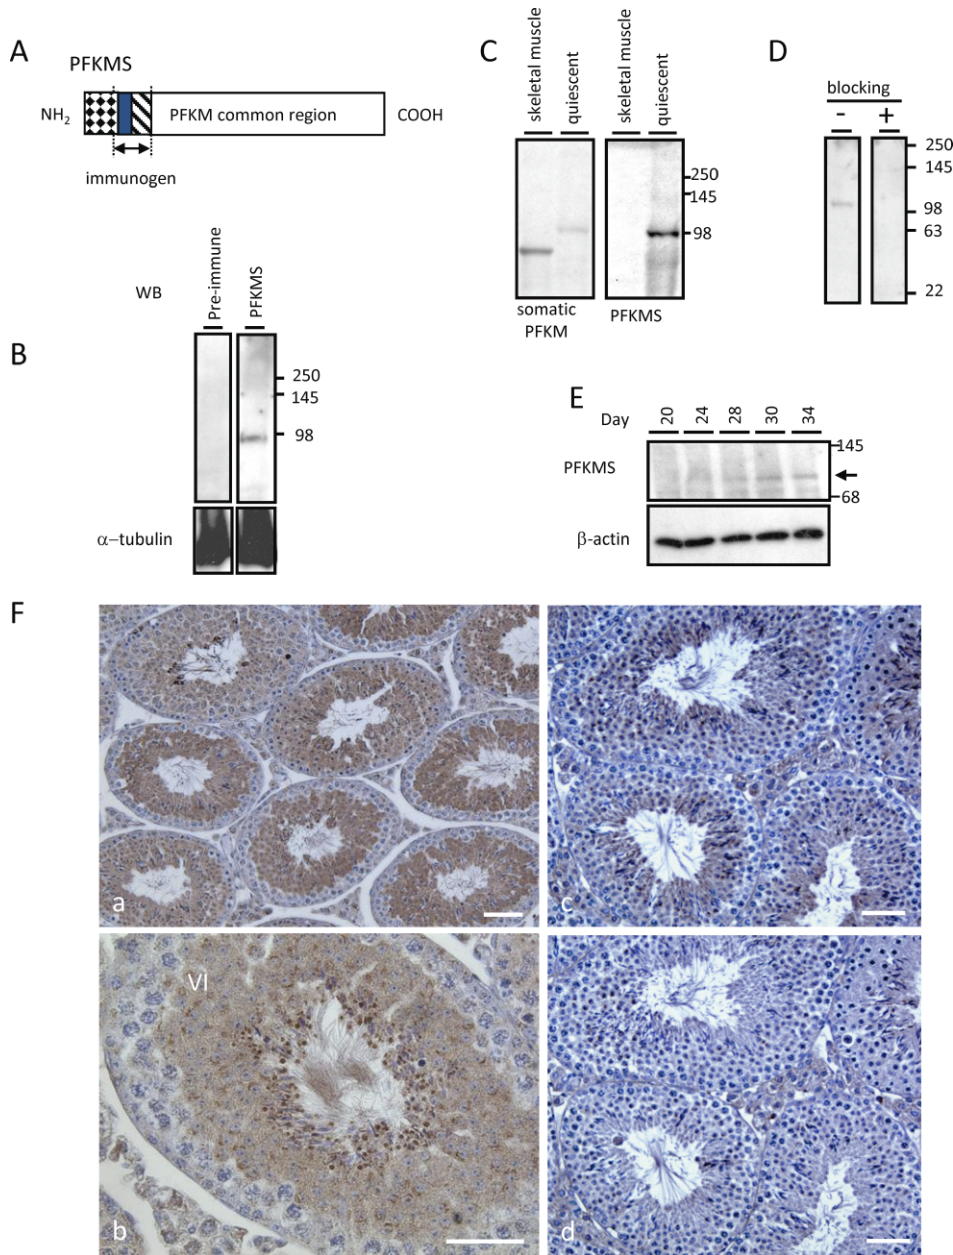 A
PFKMS
NH2
PFKM common region
COOH
immunogen
B
WB
Pre-immune
PFKMS
250
145
98
α–tubulin
C
skeletal muscle
quiescent
skeletal muscle
quiescent
250
145
98
somatic
PFKM
PFKMS
D
blocking
- +
250
145
98
63
22
E
Day 20 24 28 30 34
PFKMS
145
68
β-actin
F
a
c
VI
b
d